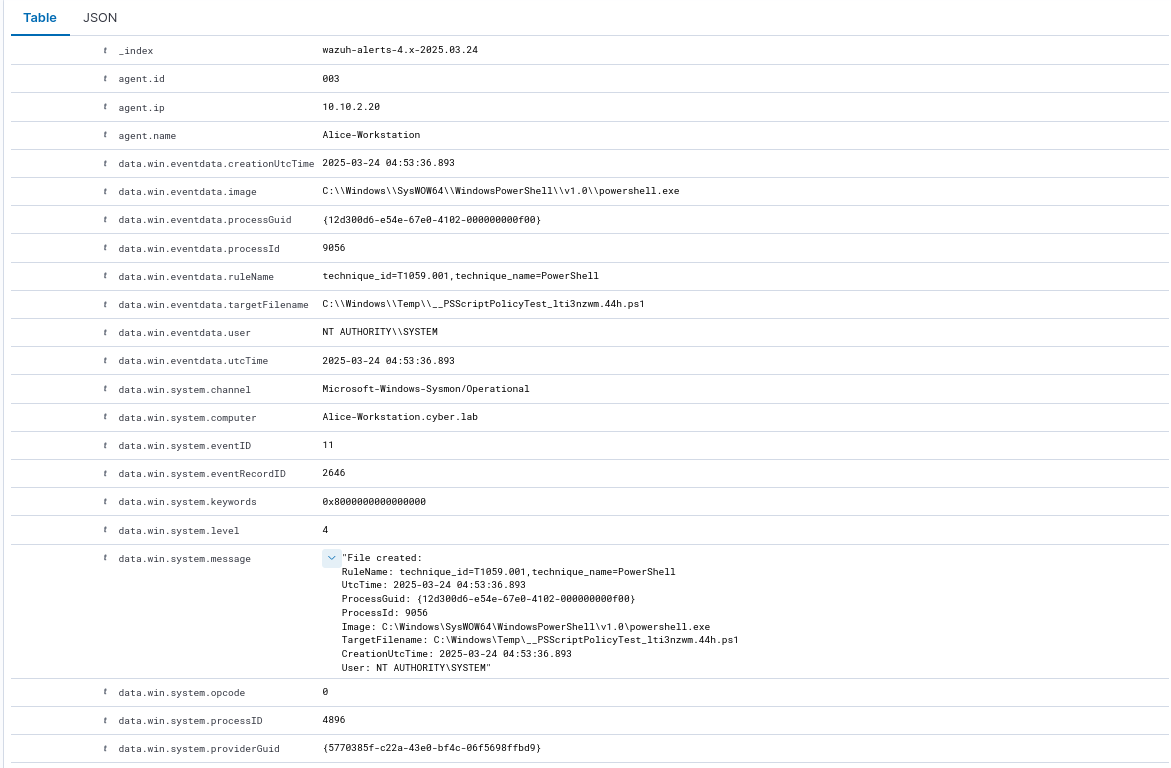 Table JSON
t _index wazuh-alerts-4.x-2025.03.24
t agent.id 003
t agent.ip 10.10.2.20
t agent.name Alice-Workstation
t data.win.eventdata.creationUtcTime 2025-03-24 04:53:36.893
t data.win.eventdata.image C:\\Windows\\SysWOW64\\WindowsPowerShell\\v1.0\\powershell.exe
t data.win.eventdata.processGuid {12d300d6-e54e-67e0-4102-000000000f00}
t data.win.eventdata.processId 9056
t data.win.eventdata.ruleName technique_id=T1059.001,technique_name=PowerShell
t data.win.eventdata.targetFilename C:\\Windows\\Temp\\__PSScriptPolicyTest_lti3nzwm.44h.ps1
t data.win.eventdata.user NT AUTHORITY\\SYSTEM
t data.win.eventdata.utcTime 2025-03-24 04:53:36.893
t data.win.system.channel Microsoft-Windows-Sysmon/Operational
t data.win.system.computer Alice-Workstation.cyber.lab
t data.win.system.eventID 11
t data.win.system.eventRecordID 2646
t data.win.system.keywords 0x8000000000000000
t data.win.system.level 4
t data.win.system.message "File created:
RuleName: technique_id=T1059.001,technique_name=PowerShell
UtcTime: 2025-03-24 04:53:36.893
ProcessGuid: {12d300d6-e54e-67e0-4102-000000000f00}
ProcessId: 9056
Image: C:\Windows\SysWOW64\WindowsPowerShell\v1.0\powershell.exe
TargetFilename: C:\Windows\Temp\__PSScriptPolicyTest_lti3nzwm.44h.ps1
CreationUtcTime: 2025-03-24 04:53:36.893
User: NT AUTHORITY\SYSTEM"
t data.win.system.opcode 0
t data.win.system.processID 4896
t data.win.system.providerGuid {5770385f-c22a-43e0-bf4c-06f5698ffbd9}